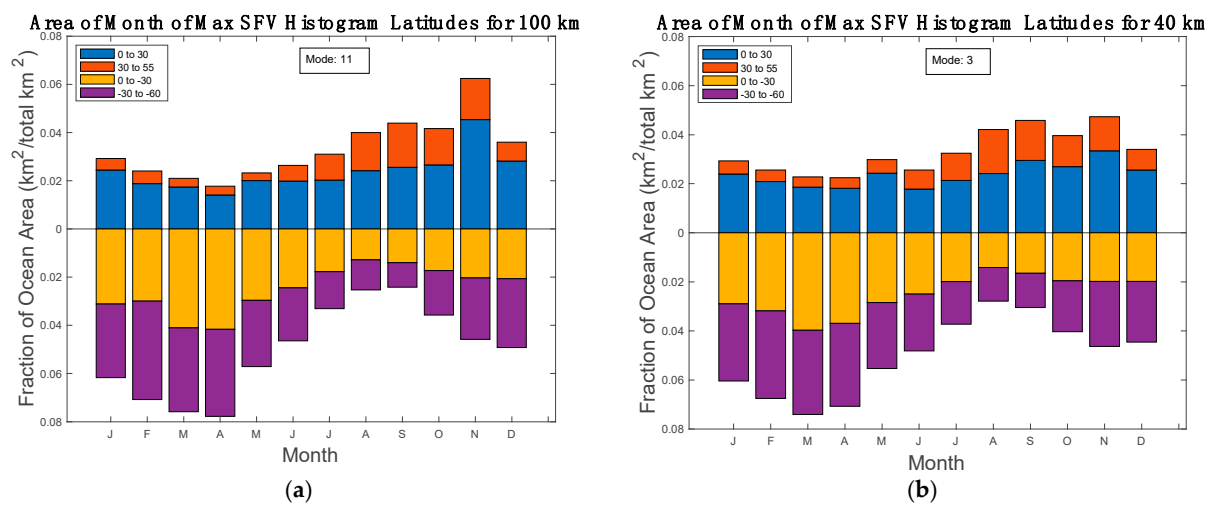 Area of Month of Max SFV Histogram Latitudes for 100 km
0 to 30
30 to 55
0 to -30
-30 to -60
Mode: 11
0.08
0.06
0.04
0.02
0
0.02
0.04
0.06
0.08
Fraction of Ocean Area (km2/total km2)
J F M A M J J A S O N D
Month
(a)
Area of Month of Max SFV Histogram Latitudes for 40 km
0 to 30
30 to 55
0 to -30
-30 to -60
Mode: 3
0.08
0.06
0.04
0.02
0
0.02
0.04
0.06
0.08
Fraction of Ocean Area (km2/total km2)
J F M A M J J A S O N D
Month
(b)